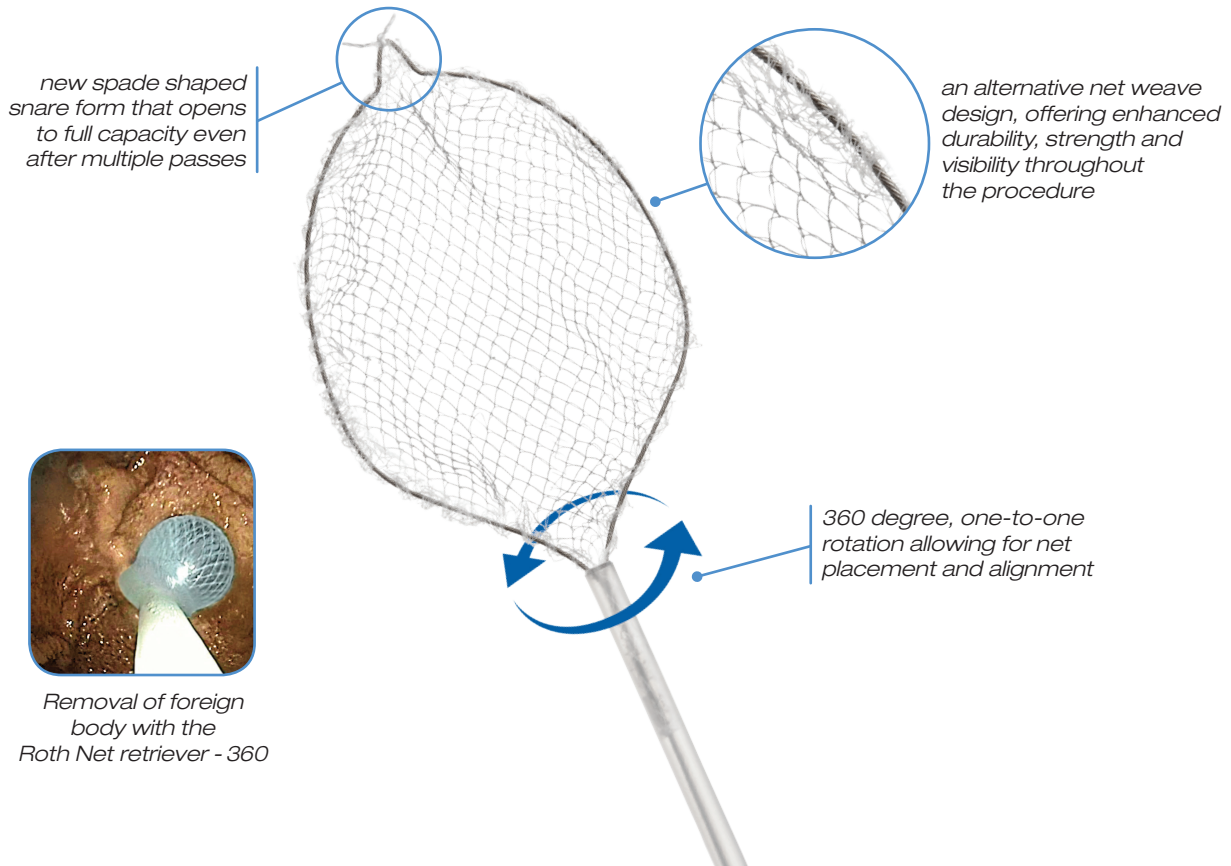 new spade shaped
snare form that opens
to full capacity even
after multiple passes
an alternative net weave
design, offering enhanced
durability, strength and
visibility throughout
the procedure
360 degree, one-to-one
rotation allowing for net
placement and alignment
Removal of foreign
body with the
Roth Net retriever - 360